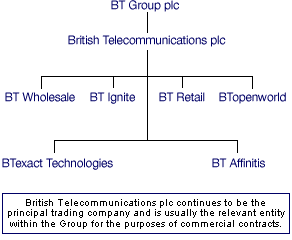 BT Group plc
British Telecommunications plc
BT Wholesale BT Ignite BT Retail BTopenworld
BTexact Technologies BT Affinitis
British Telecommunications plc continues to be the
principal trading company and is usually the relevant entity
within the Group for the purposes of commercial contracts.